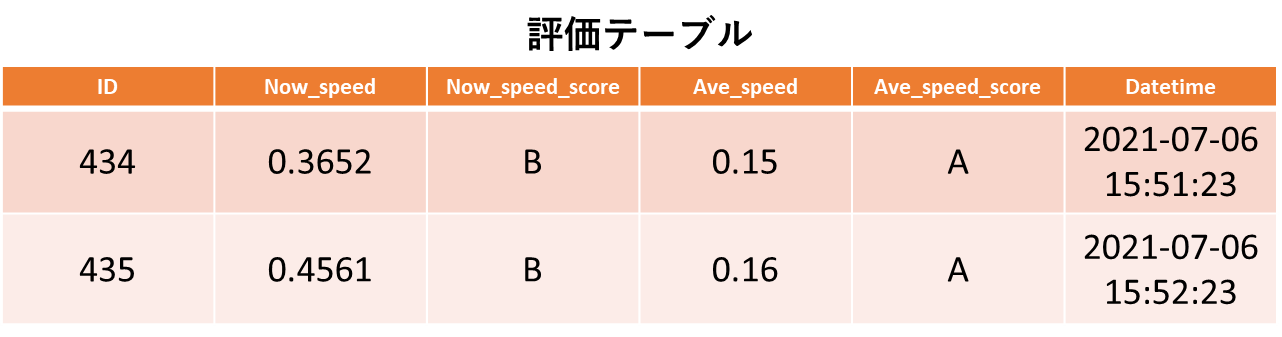 評価テーブル
ID Now_speed Now_speed_score Ave_speed Ave_speed_score Datetime
434 0.3652 B 0.15 A 2021-07-06 15:51:23
435 0.4561 B 0.16 A 2021-07-06 15:52:23